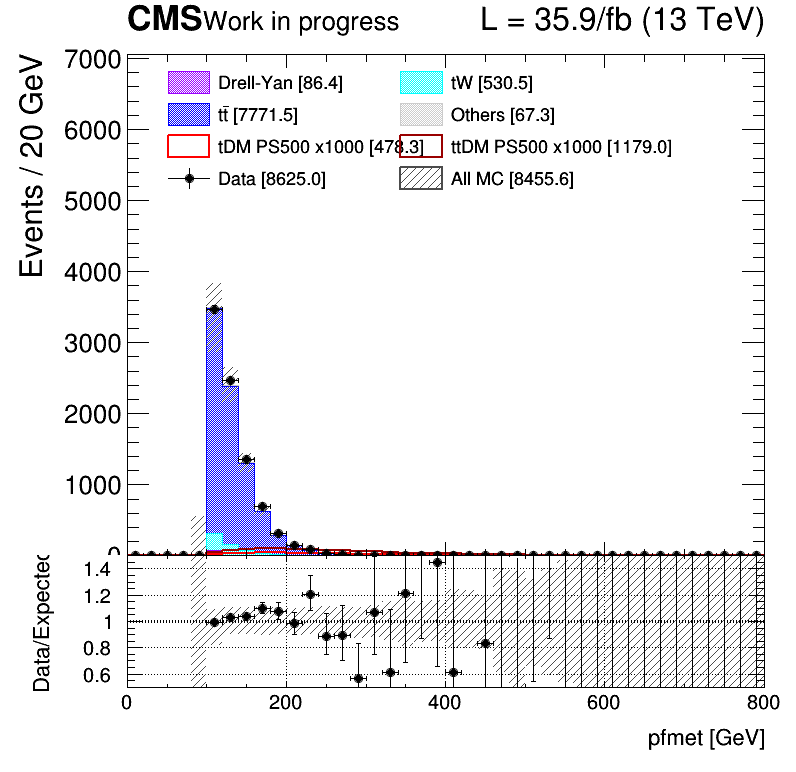 CMS Work in progress L = 35.9/fb (13 TeV)
Events / 20 GeV
7000
6000
5000
4000
3000
2000
1000
0
Drell-Yan [86.4] tW [530.5]
tt̄ [7771.5] Others [67.3]
tDM PS500 x1000 [478.3] ttDM PS500 x1000 [1179.0]
Data [8625.0] All MC [8455.6]
Data/Expected
1.4
1.2
1
0.8
0.6
0 200 400 600 800
pfmet [GeV]